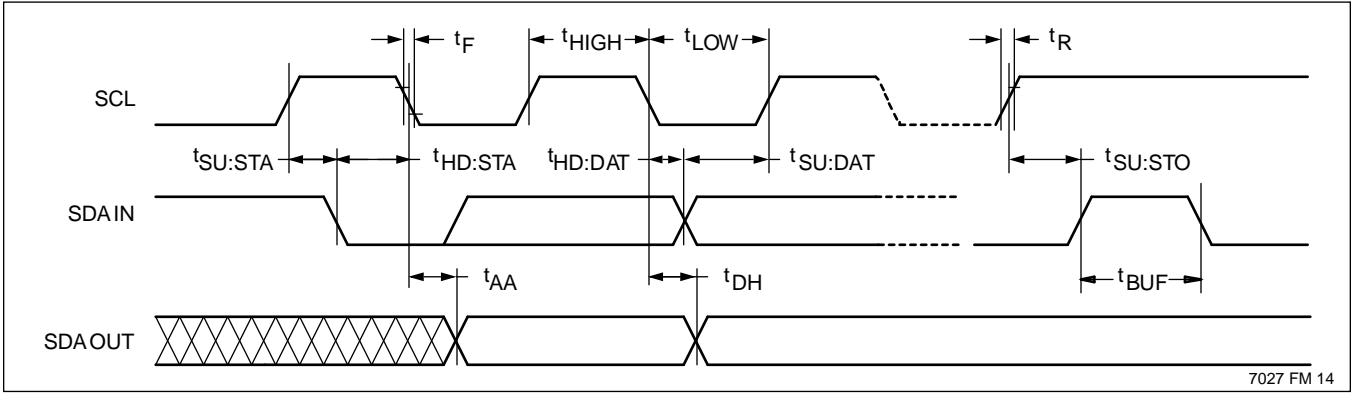 tF
tHIGH
tLOW
tR
SCL
tSU:STA
tHD:STA
tHD:DAT
tSU:DAT
tSU:STO
SDA IN
tAA
tDH
tBUF
SDA OUT
7027 FM 14